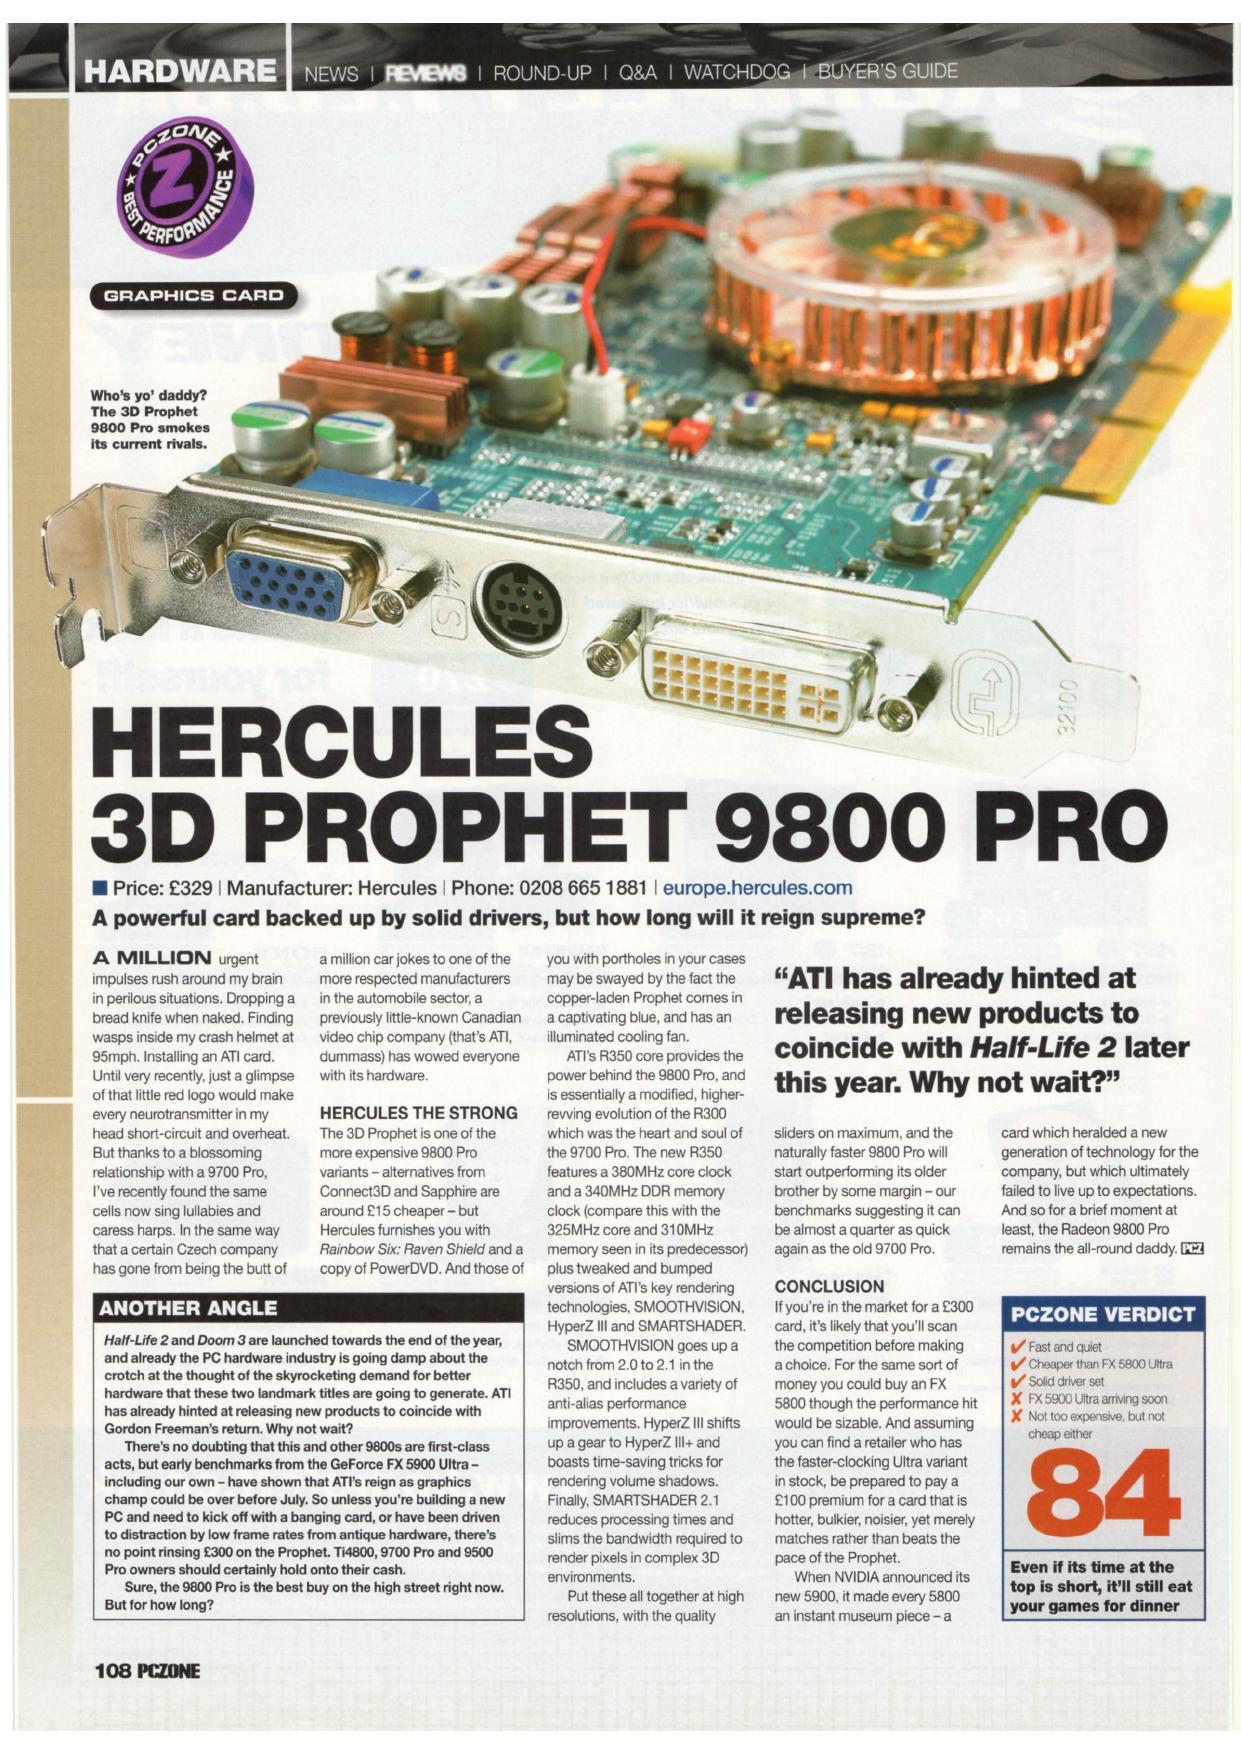 HARDWARE
NEWS | REVIEWS | ROUND-UP | Q&A | WATCHDOG | BUYER'S GUIDE
PCZONE
Z
BEST PERFORMANCE
GRAPHICS CARD
Who's yo' daddy?
The 3D Prophet
9800 Pro smokes
its current rivals.
32100
HERCULES
3D PROPHET 9800 PRO
Price: £329 | Manufacturer: Hercules | Phone: 0208 665 1881 | europe.hercules.com
A powerful card backed up by solid drivers, but how long will it reign supreme?
A MILLION urgent
impulses rush around my brain
in perilous situations. Dropping a
bread knife when naked. Finding
wasps inside my crash helmet at
95mph. Installing an ATI card.
Until very recently, just a glimpse
of that little red logo would make
every neurotransmitter in my
head short-circuit and overheat.
But thanks to a blossoming
relationship with a 9700 Pro,
I've recently found the same
cells now sing lullabies and
caress harps. In the same way
that a certain Czech company
has gone from being the butt of
a million car jokes to one of the
more respected manufacturers
in the automobile sector, a
previously little-known Canadian
video chip company (that's ATI,
dummass) has wowed everyone
with its hardware.
HERCULES THE STRONG
The 3D Prophet is one of the
more expensive 9800 Pro
variants – alternatives from
Connect3D and Sapphire are
around £15 cheaper – but
Hercules furnishes you with
Rainbow Six: Raven Shield and a
copy of PowerDVD. And those of
you with portholes in your cases
may be swayed by the fact the
copper-laden Prophet comes in
a captivating blue, and has an
illuminated cooling fan.
ATI's R350 core provides the
power behind the 9800 Pro, and
is essentially a modified, higher-
revving evolution of the R300
which was the heart and soul of
the 9700 Pro. The new R350
features a 380MHz core clock
and a 340MHz DDR memory
clock (compare this with the
325MHz core and 310MHz
memory seen in its predecessor)
plus tweaked and bumped
versions of ATI's key rendering
technologies, SMOOTHVISION,
HyperZ III and SMARTSHADER.
SMOOTHVISION goes up a
notch from 2.0 to 2.1 in the
R350, and includes a variety of
anti-alias performance
improvements. HyperZ III shifts
up a gear to HyperZ III+ and
boasts time-saving tricks for
rendering volume shadows.
Finally, SMARTSHADER 2.1
reduces processing times and
slims the bandwidth required to
render pixels in complex 3D
environments.
Put these all together at high
resolutions, with the quality
"ATI has already hinted at
releasing new products to
coincide with Half-Life 2 later
this year. Why not wait?"
sliders on maximum, and the
naturally faster 9800 Pro will
start outperforming its older
brother by some margin – our
benchmarks suggesting it can
be almost a quarter as quick
again as the old 9700 Pro.
CONCLUSION
If you're in the market for a £300
card, it's likely that you'll scan
the competition before making
a choice. For the same sort of
money you could buy an FX
5800 though the performance hit
would be sizable. And assuming
you can find a retailer who has
the faster-clocking Ultra variant
in stock, be prepared to pay a
£100 premium for a card that is
hotter, bulkier, noisier, yet merely
matches rather than beats the
pace of the Prophet.
When NVIDIA announced its
new 5900, it made every 5800
an instant museum piece – a
card which heralded a new
generation of technology for the
company, but which ultimately
failed to live up to expectations.
And so for a brief moment at
least, the Radeon 9800 Pro
remains the all-round daddy. PCZ
ANOTHER ANGLE
Half-Life 2 and Doom 3 are launched towards the end of the year,
and already the PC hardware industry is going damp about the
crotch at the thought of the skyrocketing demand for better
hardware that these two landmark titles are going to generate. ATI
has already hinted at releasing new products to coincide with
Gordon Freeman's return. Why not wait?
There's no doubting that this and other 9800s are first-class
acts, but early benchmarks from the GeForce FX 5900 Ultra –
including our own – have shown that ATI's reign as graphics
champ could be over before July. So unless you're building a new
PC and need to kick off with a banging card, or have been driven
to distraction by low frame rates from antique hardware, there's
no point rinsing £300 on the Prophet. Ti4800, 9700 Pro and 9500
Pro owners should certainly hold onto their cash.
Sure, the 9800 Pro is the best buy on the high street right now.
But for how long?
PCZONE VERDICT
✓ Fast and quiet
✓ Cheaper than FX 5800 Ultra
✓ Solid driver set
✗ FX 5900 Ultra arriving soon
✗ Not too expensive, but not
cheap either
84
Even if its time at the
top is short, it'll still eat
your games for dinner
108 PCZONE